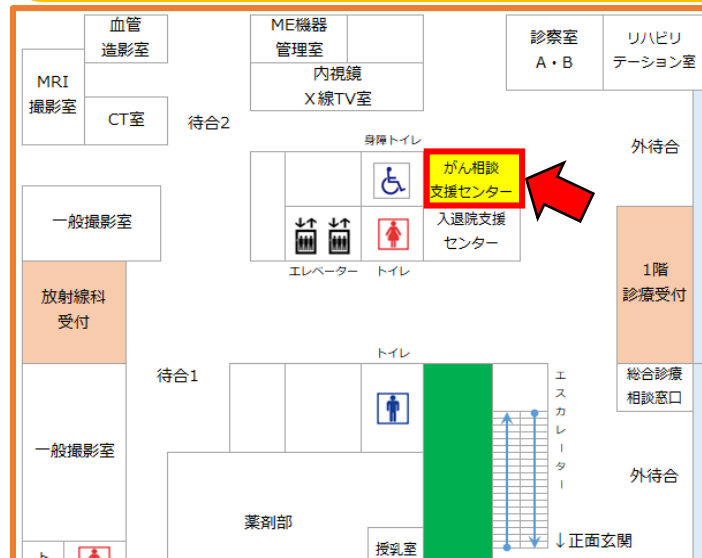 血管
造影室
ME機器
管理室
診察室
A・B
リハビリ
テーション室
MRI
撮影室
CT室
内視鏡
X線TV室
待合2
身障トイレ
外待合
がん相談
支援センター
一般撮影室
入退院支援
センター
エレベーター
トイレ
放射線科
受付
1階
診療受付
トイレ
待合1
エスカレーター
総合診療
相談窓口
一般撮影室
外待合
薬剤部
授乳室
↓正面玄関